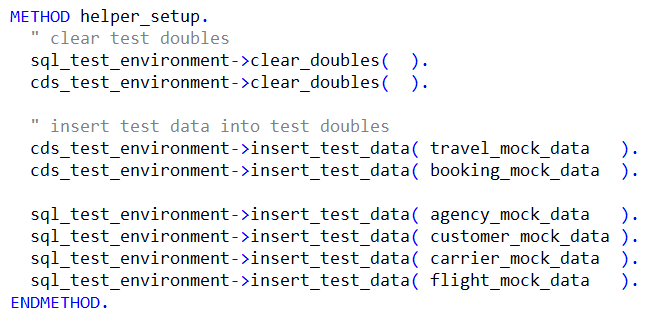 METHOD helper_setup.
  " clear test doubles
  sql_test_environment->clear_doubles(  ).
  cds_test_environment->clear_doubles(  ).

  " insert test data into test doubles
  cds_test_environment->insert_test_data( travel_mock_data   ).
  cds_test_environment->insert_test_data( booking_mock_data  ).

  sql_test_environment->insert_test_data( agency_mock_data   ).
  sql_test_environment->insert_test_data( customer_mock_data ).
  sql_test_environment->insert_test_data( carrier_mock_data  ).
  sql_test_environment->insert_test_data( flight_mock_data   ).
ENDMETHOD.